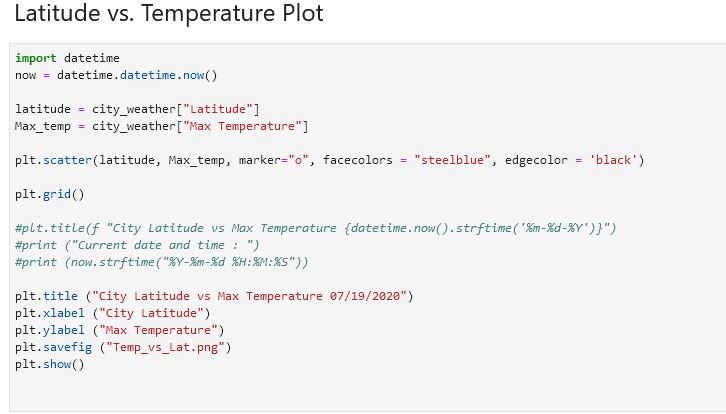 Latitude vs. Temperature Plot
import datetime
now = datetime.datetime.now()
latitude = city_weather["Latitude"]
Max_temp = city_weather["Max Temperature"]
plt.scatter(latitude, Max_temp, marker="o", facecolors = "steelblue", edgecolor = 'black')
plt.grid()
#plt.title(f "City Latitude vs Max Temperature {datetime.now().strftime('%m-%d-%Y')}")
#print ("Current date and time : ")
#print (now.strftime("%Y-%m-%d %H:%M:%S"))
plt.title ("City Latitude vs Max Temperature 07/19/2020")
plt.xlabel ("City Latitude")
plt.ylabel ("Max Temperature")
plt.savefig ("Temp_vs_Lat.png")
plt.show()